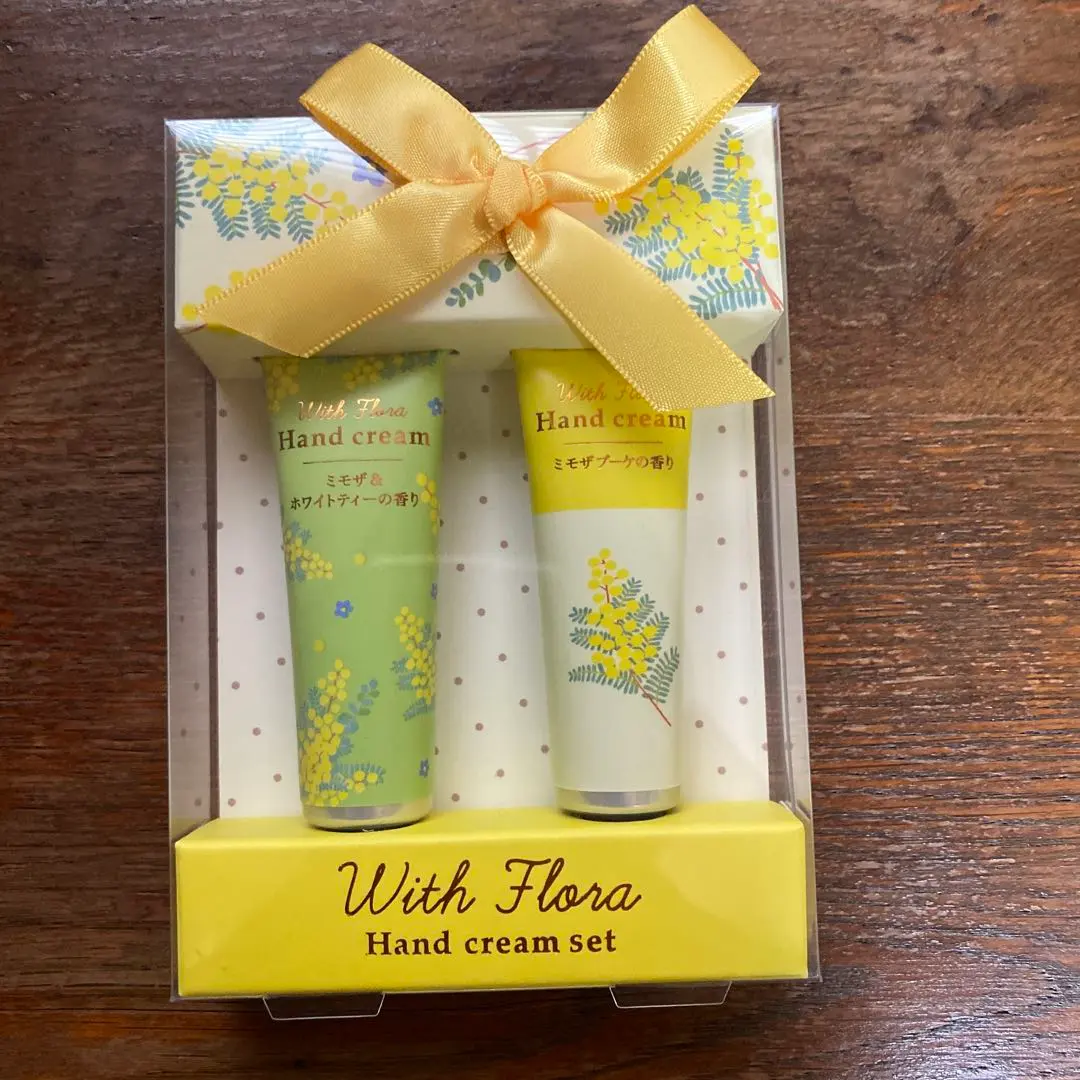 With Flora
Hand cream
ミモザ&
ホワイトティーの香り
With
Hand cream
ミモザブーケの香り
With Flora
Hand cream set